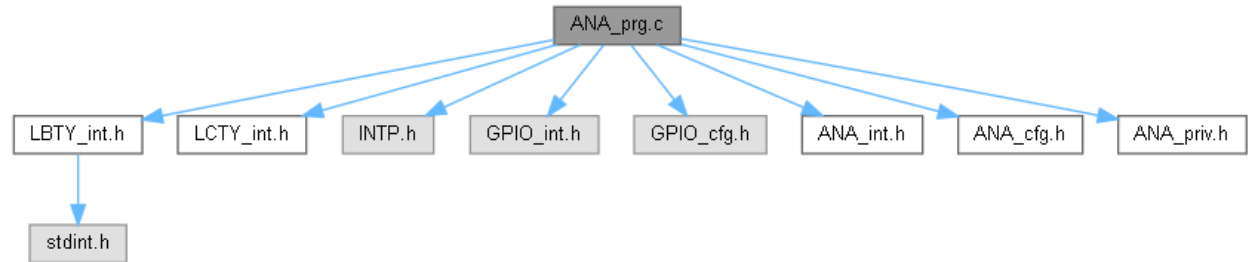 ANA_prg.c
LBTY_int.h
LCTY_int.h
INTP.h
GPIO_int.h
GPIO_cfg.h
ANA_int.h
ANA_cfg.h
ANA_priv.h
stdint.h